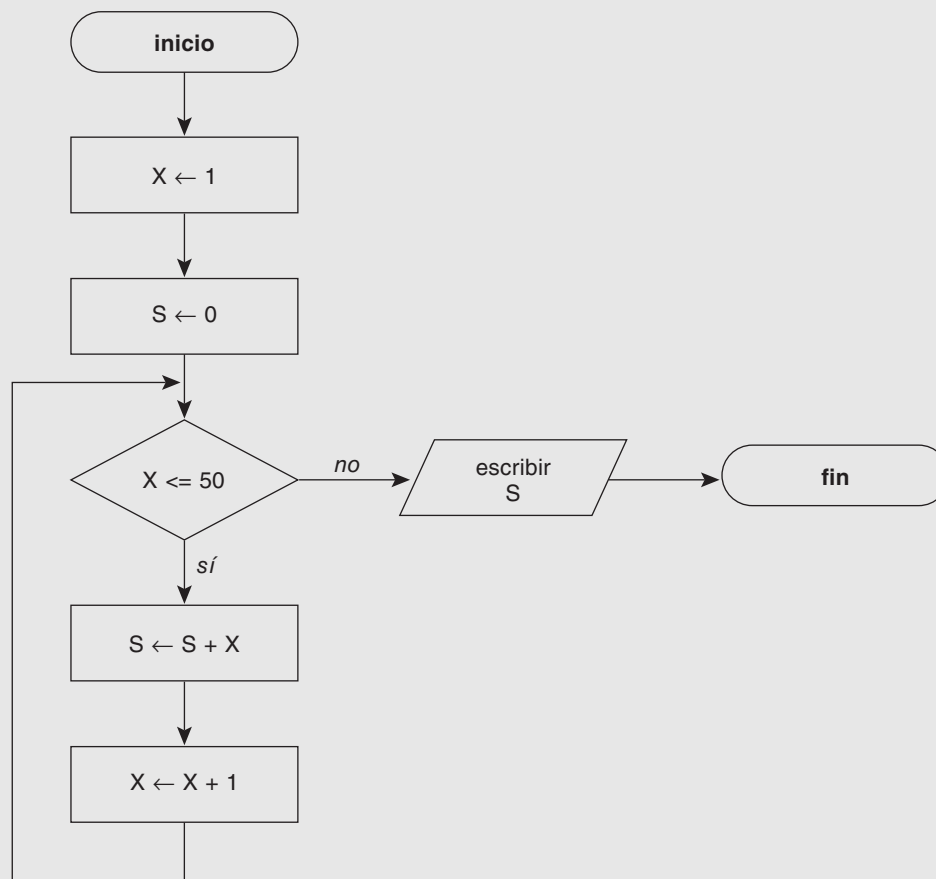 inicio
X ← 1
S ← 0
X <= 50
no
escribir
S
fin
sí
S ← S + X
X ← X + 1